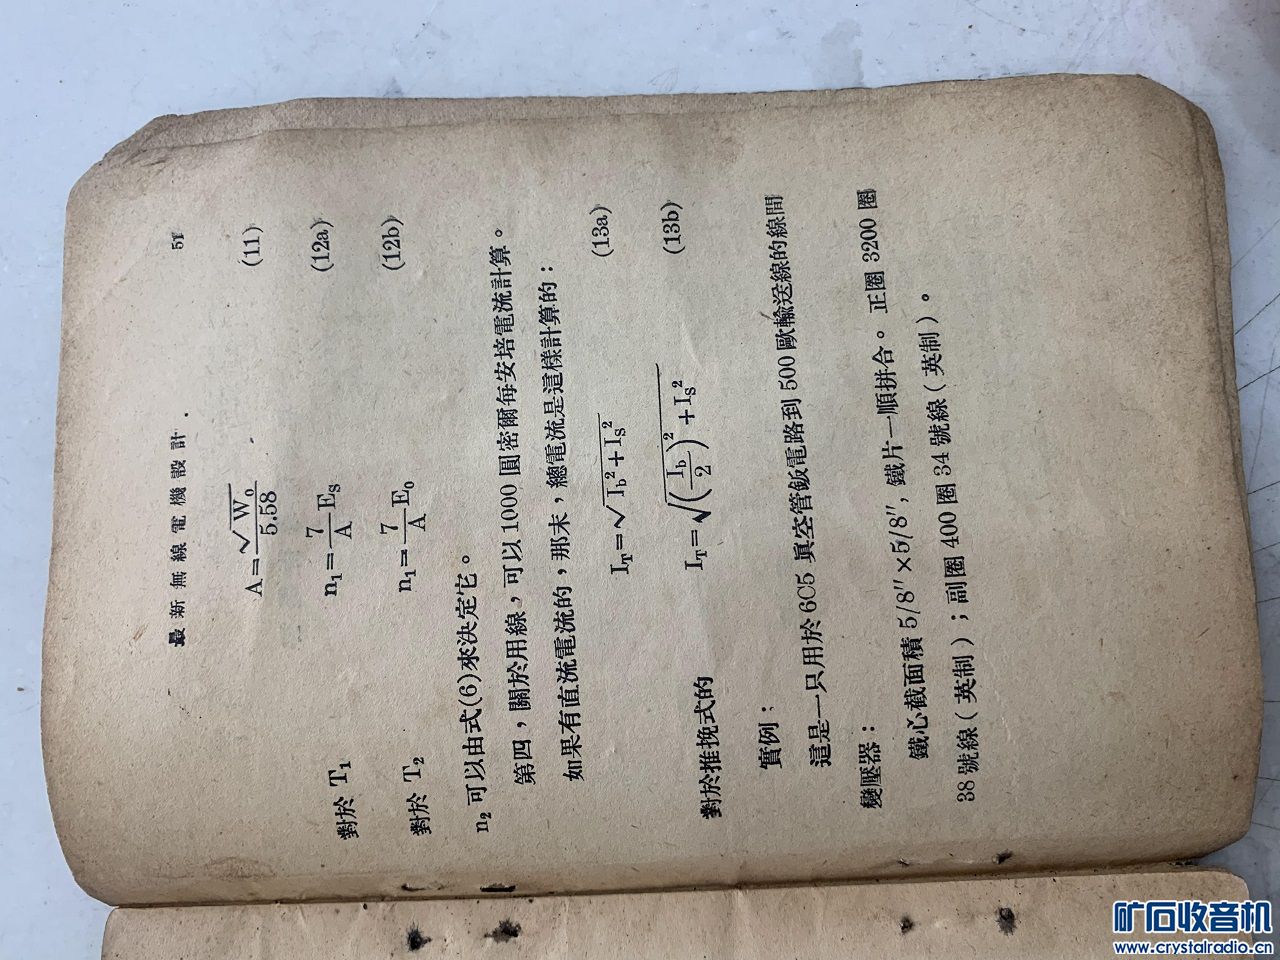 最新無線電機設計 51
A=√W₀/5.58 (11)
對於 T₁ n₁=7/A E_S (12a)
對於 T₂ n₁=7/A E₀ (12b)
n₂ 可以由式(6)來決定它。
第四，關於用線，可以1000圓密爾每安培電流計算。
如果有直流電流的，那末，總電流是這樣計算的：
I_T=√(I_b²+I_S²) (13a)
對於推挽式的 I_T=√((I_b/2)²+I_S²) (13b)
實例；
這是一只用於6C5 眞空管鈑電路到 500 歐輸送線的線間
變壓器：
鐵心截面積 5/8″×5/8″，鐵片一順拼合。正圈 3200 圈
38 號線（英制）；副圈 400 圈 34 號線（英制）。
矿石收音机
www.crystalradio.cn